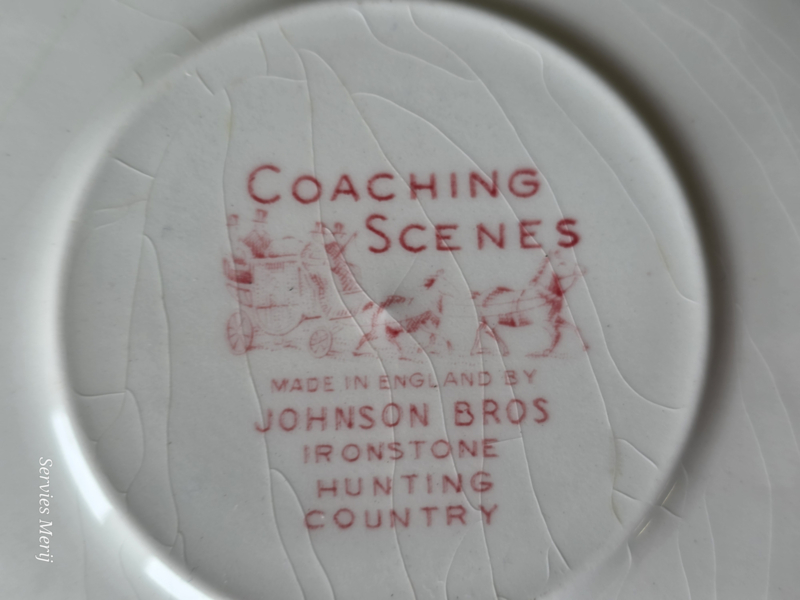 COACHING
SCENES
MADE IN ENGLAND BY
JOHNSON BROS
IRONSTONE
HUNTING
COUNTRY
Servies Merij